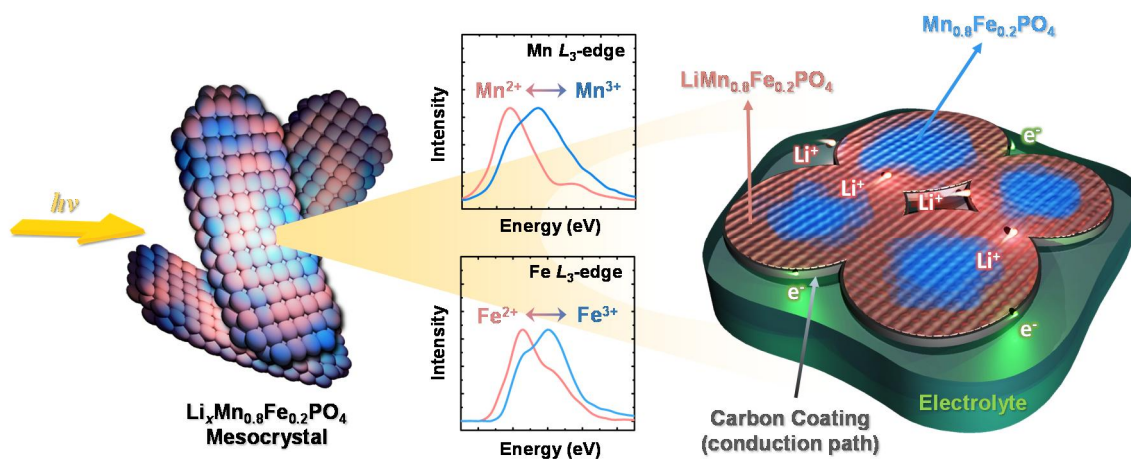 hν
LiₓMn₀.₈Fe₀.₂PO₄
Mesocrystal
Mn L₃-edge
Mn²⁺ Mn³⁺
Intensity
Energy (eV)
Fe L₃-edge
Fe²⁺ Fe³⁺
Intensity
Energy (eV)
Mn₀.₈Fe₀.₂PO₄
LiMn₀.₈Fe₀.₂PO₄
e⁻
Li⁺
Li⁺
Li⁺
Li⁺
e⁻
e⁻
Electrolyte
Carbon Coating
(conduction path)